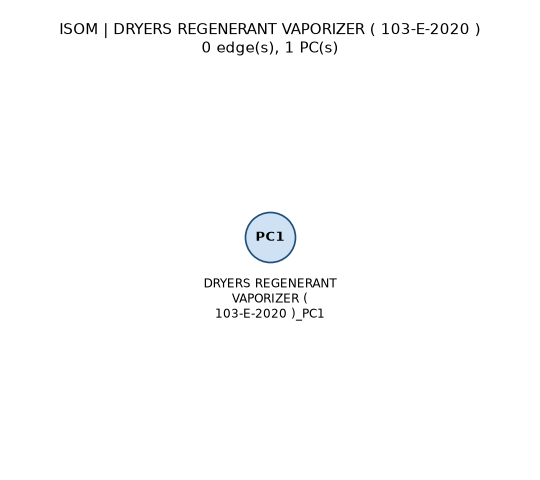 ISOM | DRYERS REGENERANT VAPORIZER ( 103-E-2020 )
0 edge(s), 1 PC(s)
PC1
DRYERS REGENERANT
VAPORIZER (
103-E-2020 )_PC1